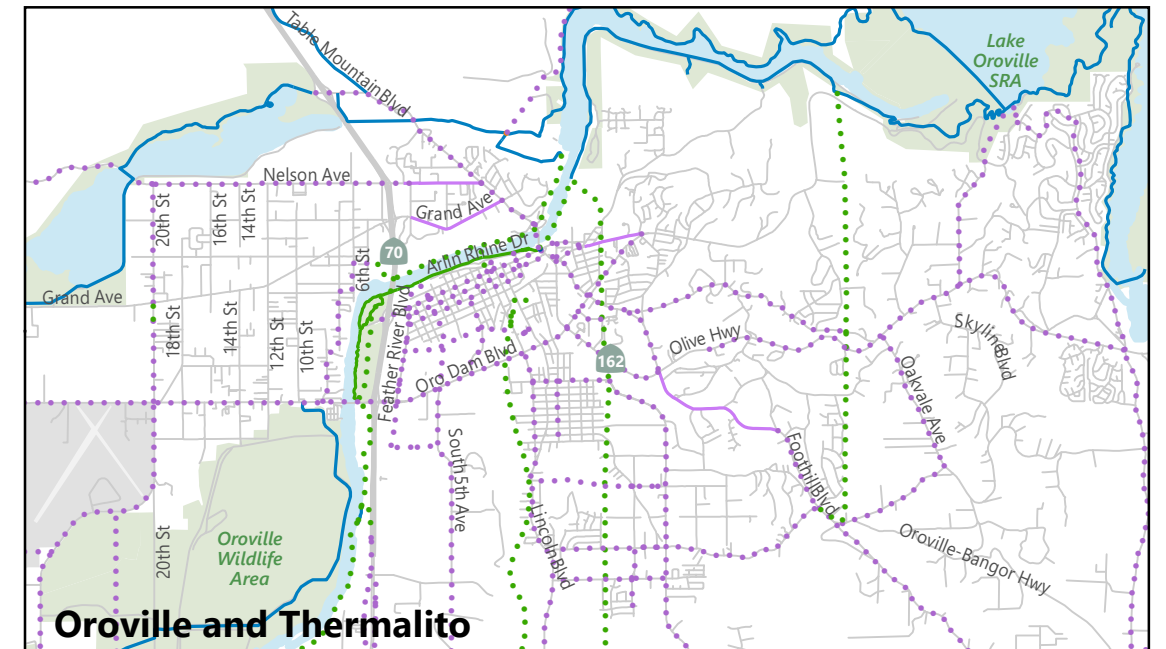 Table Mountain Blvd
Lake
Oroville
SRA
Nelson Ave
20th St
16th St
14th St
Grand Ave
70
6th St
Arlin Rhine Dr
Grand Ave
18th St
14th St
12th St
10th St
Feather River Blvd
Oro Dam Blvd
162
Olive Hwy
Skyline Blvd
Oakvale Ave
South 5th Ave
Foothill Blvd
Lincoln Blvd
20th St
Oroville
Wildlife
Area
Oroville-Bangor Hwy
Oroville and Thermalito